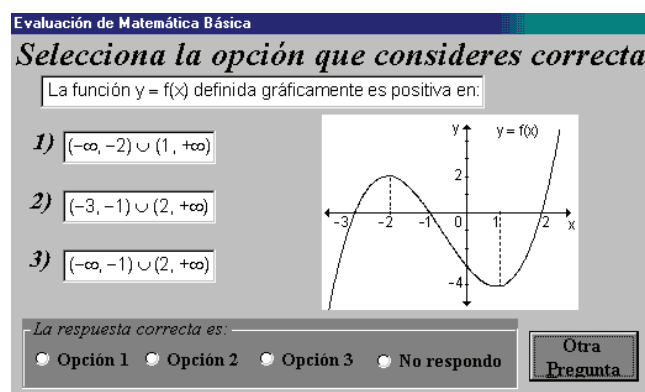 Evaluación de Matemática Básica
Selecciona la opción que consideres correcta
La función y = f(x) definida gráficamente es positiva en:
1) (-∞, -2) ∪ (1, +∞)
2) (-3, -1) ∪ (2, +∞)
3) (-∞, -1) ∪ (2, +∞)
y y = f(x)
2
-3 -2 -1 0 1 2 x
-4
La respuesta correcta es:
Opción 1 Opción 2 Opción 3 No respondo
Otra
Pregunta